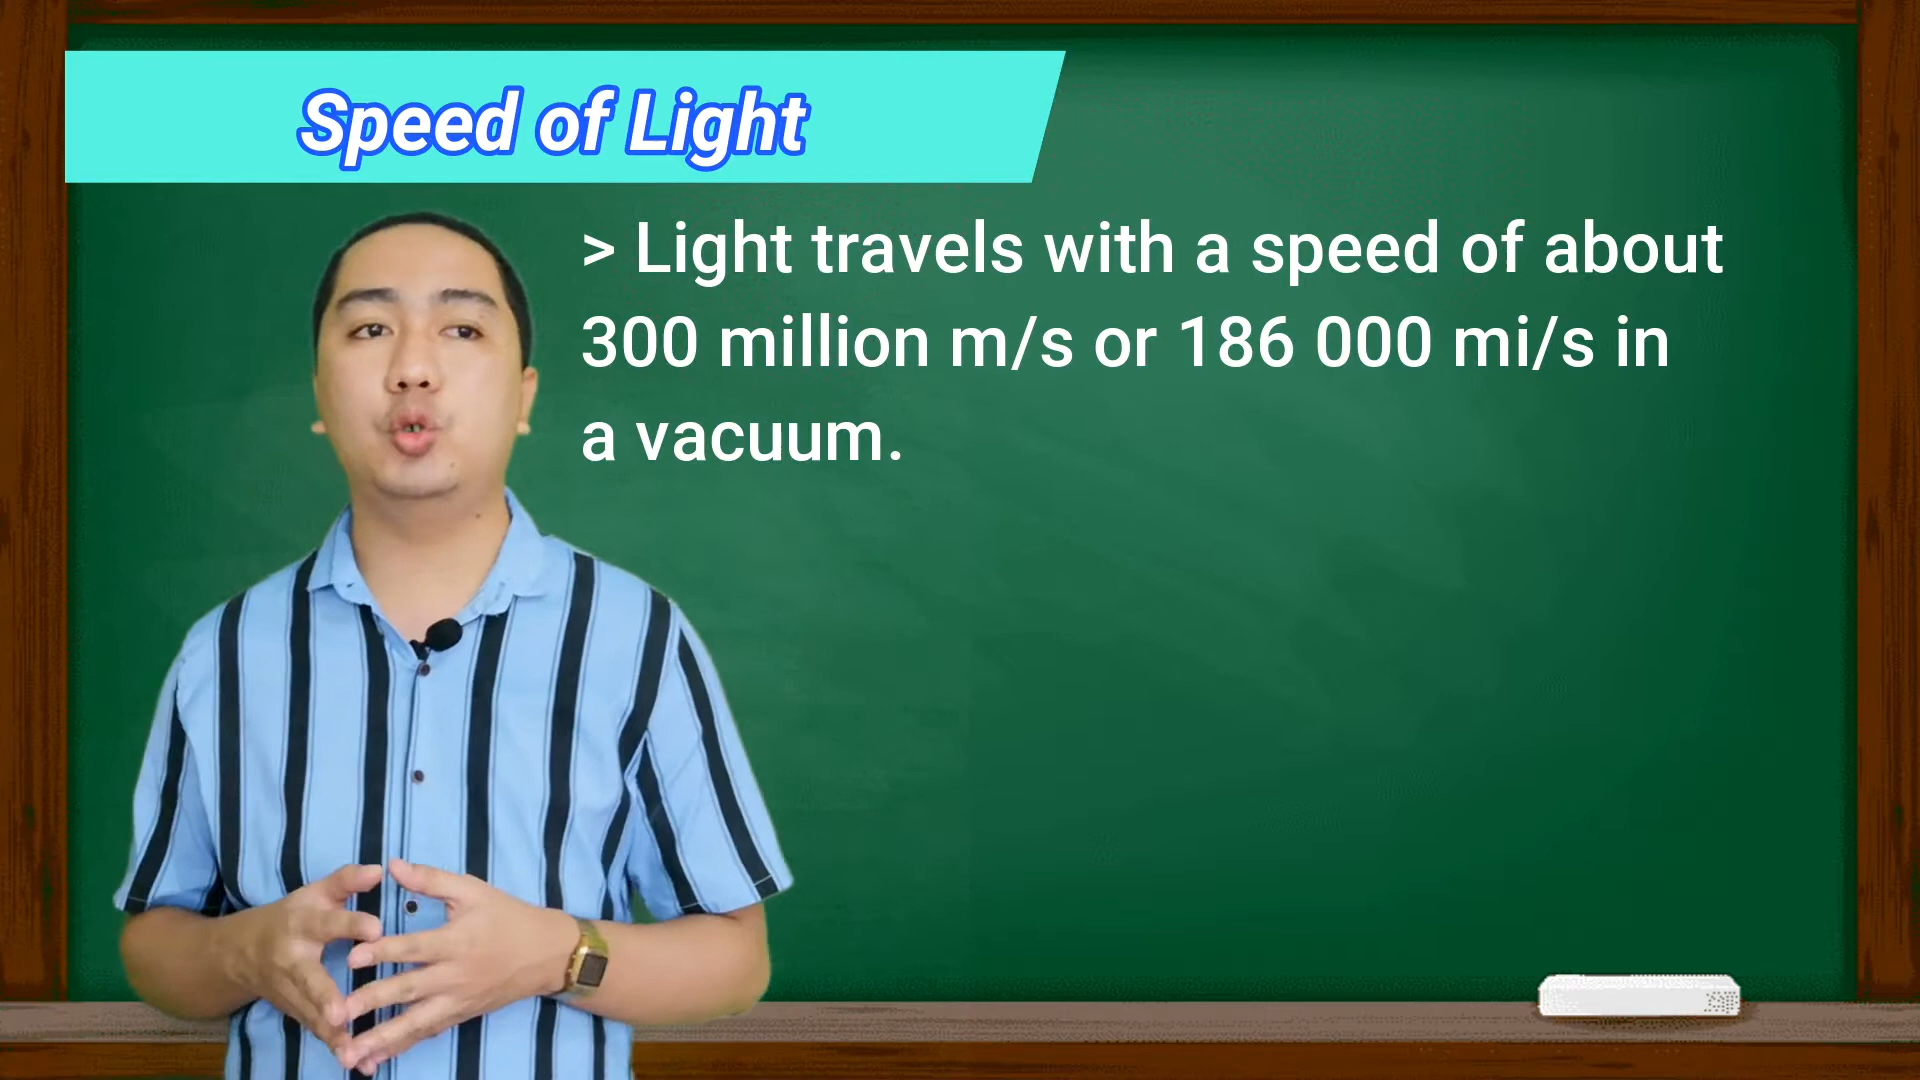 Speed of Light
> Light travels with a speed of about
300 million m/s or 186 000 mi/s in
a vacuum.